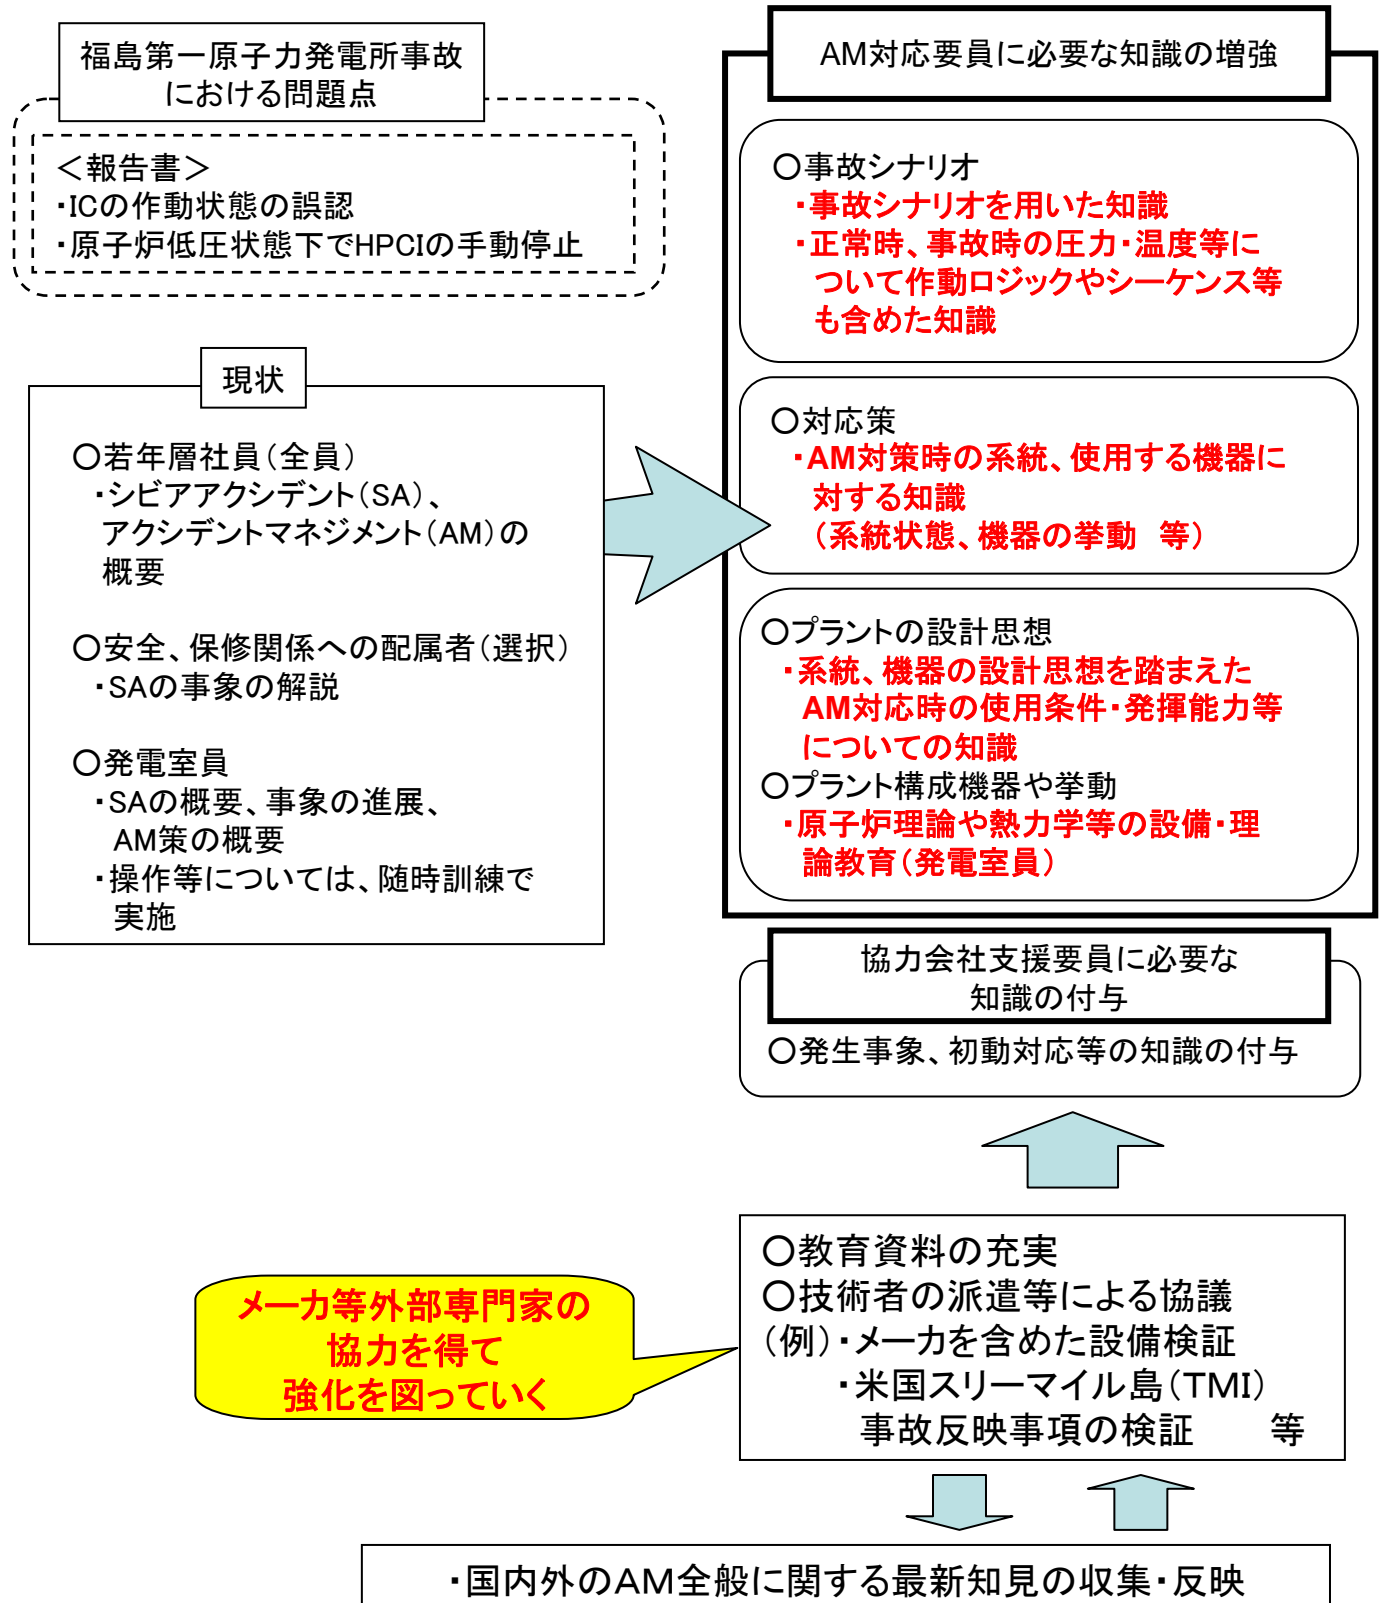 福島第一原子力発電所事故
における問題点
＜報告書＞
・ICの作動状態の誤認
・原子炉低圧状態下でHPCIの手動停止
現状
○若年層社員（全員）
・シビアアクシデント（SA）、
アクシデントマネジメント（AM）の
概要
○安全、保修関係への配属者（選択）
・SAの事象の解説
○発電室員
・SAの概要、事象の進展、
AM策の概要
・操作等については、随時訓練で
実施
AM対応要員に必要な知識の増強
○事故シナリオ
・事故シナリオを用いた知識
・正常時、事故時の圧力・温度等に
ついて作動ロジックやシーケンス等
も含めた知識
○対応策
・AM対策時の系統、使用する機器に
対する知識
（系統状態、機器の挙動　等）
○プラントの設計思想
・系統、機器の設計思想を踏まえた
AM対応時の使用条件・発揮能力等
についての知識
○プラント構成機器や挙動
・原子炉理論や熱力学等の設備・理
論教育（発電室員）
協力会社支援要員に必要な
知識の付与
○発生事象、初動対応等の知識の付与
メーカ等外部専門家の
協力を得て
強化を図っていく
○教育資料の充実
○技術者の派遣等による協議
（例）・メーカを含めた設備検証
・米国スリーマイル島（TMI）
事故反映事項の検証　　等
・国内外のAM全般に関する最新知見の収集・反映